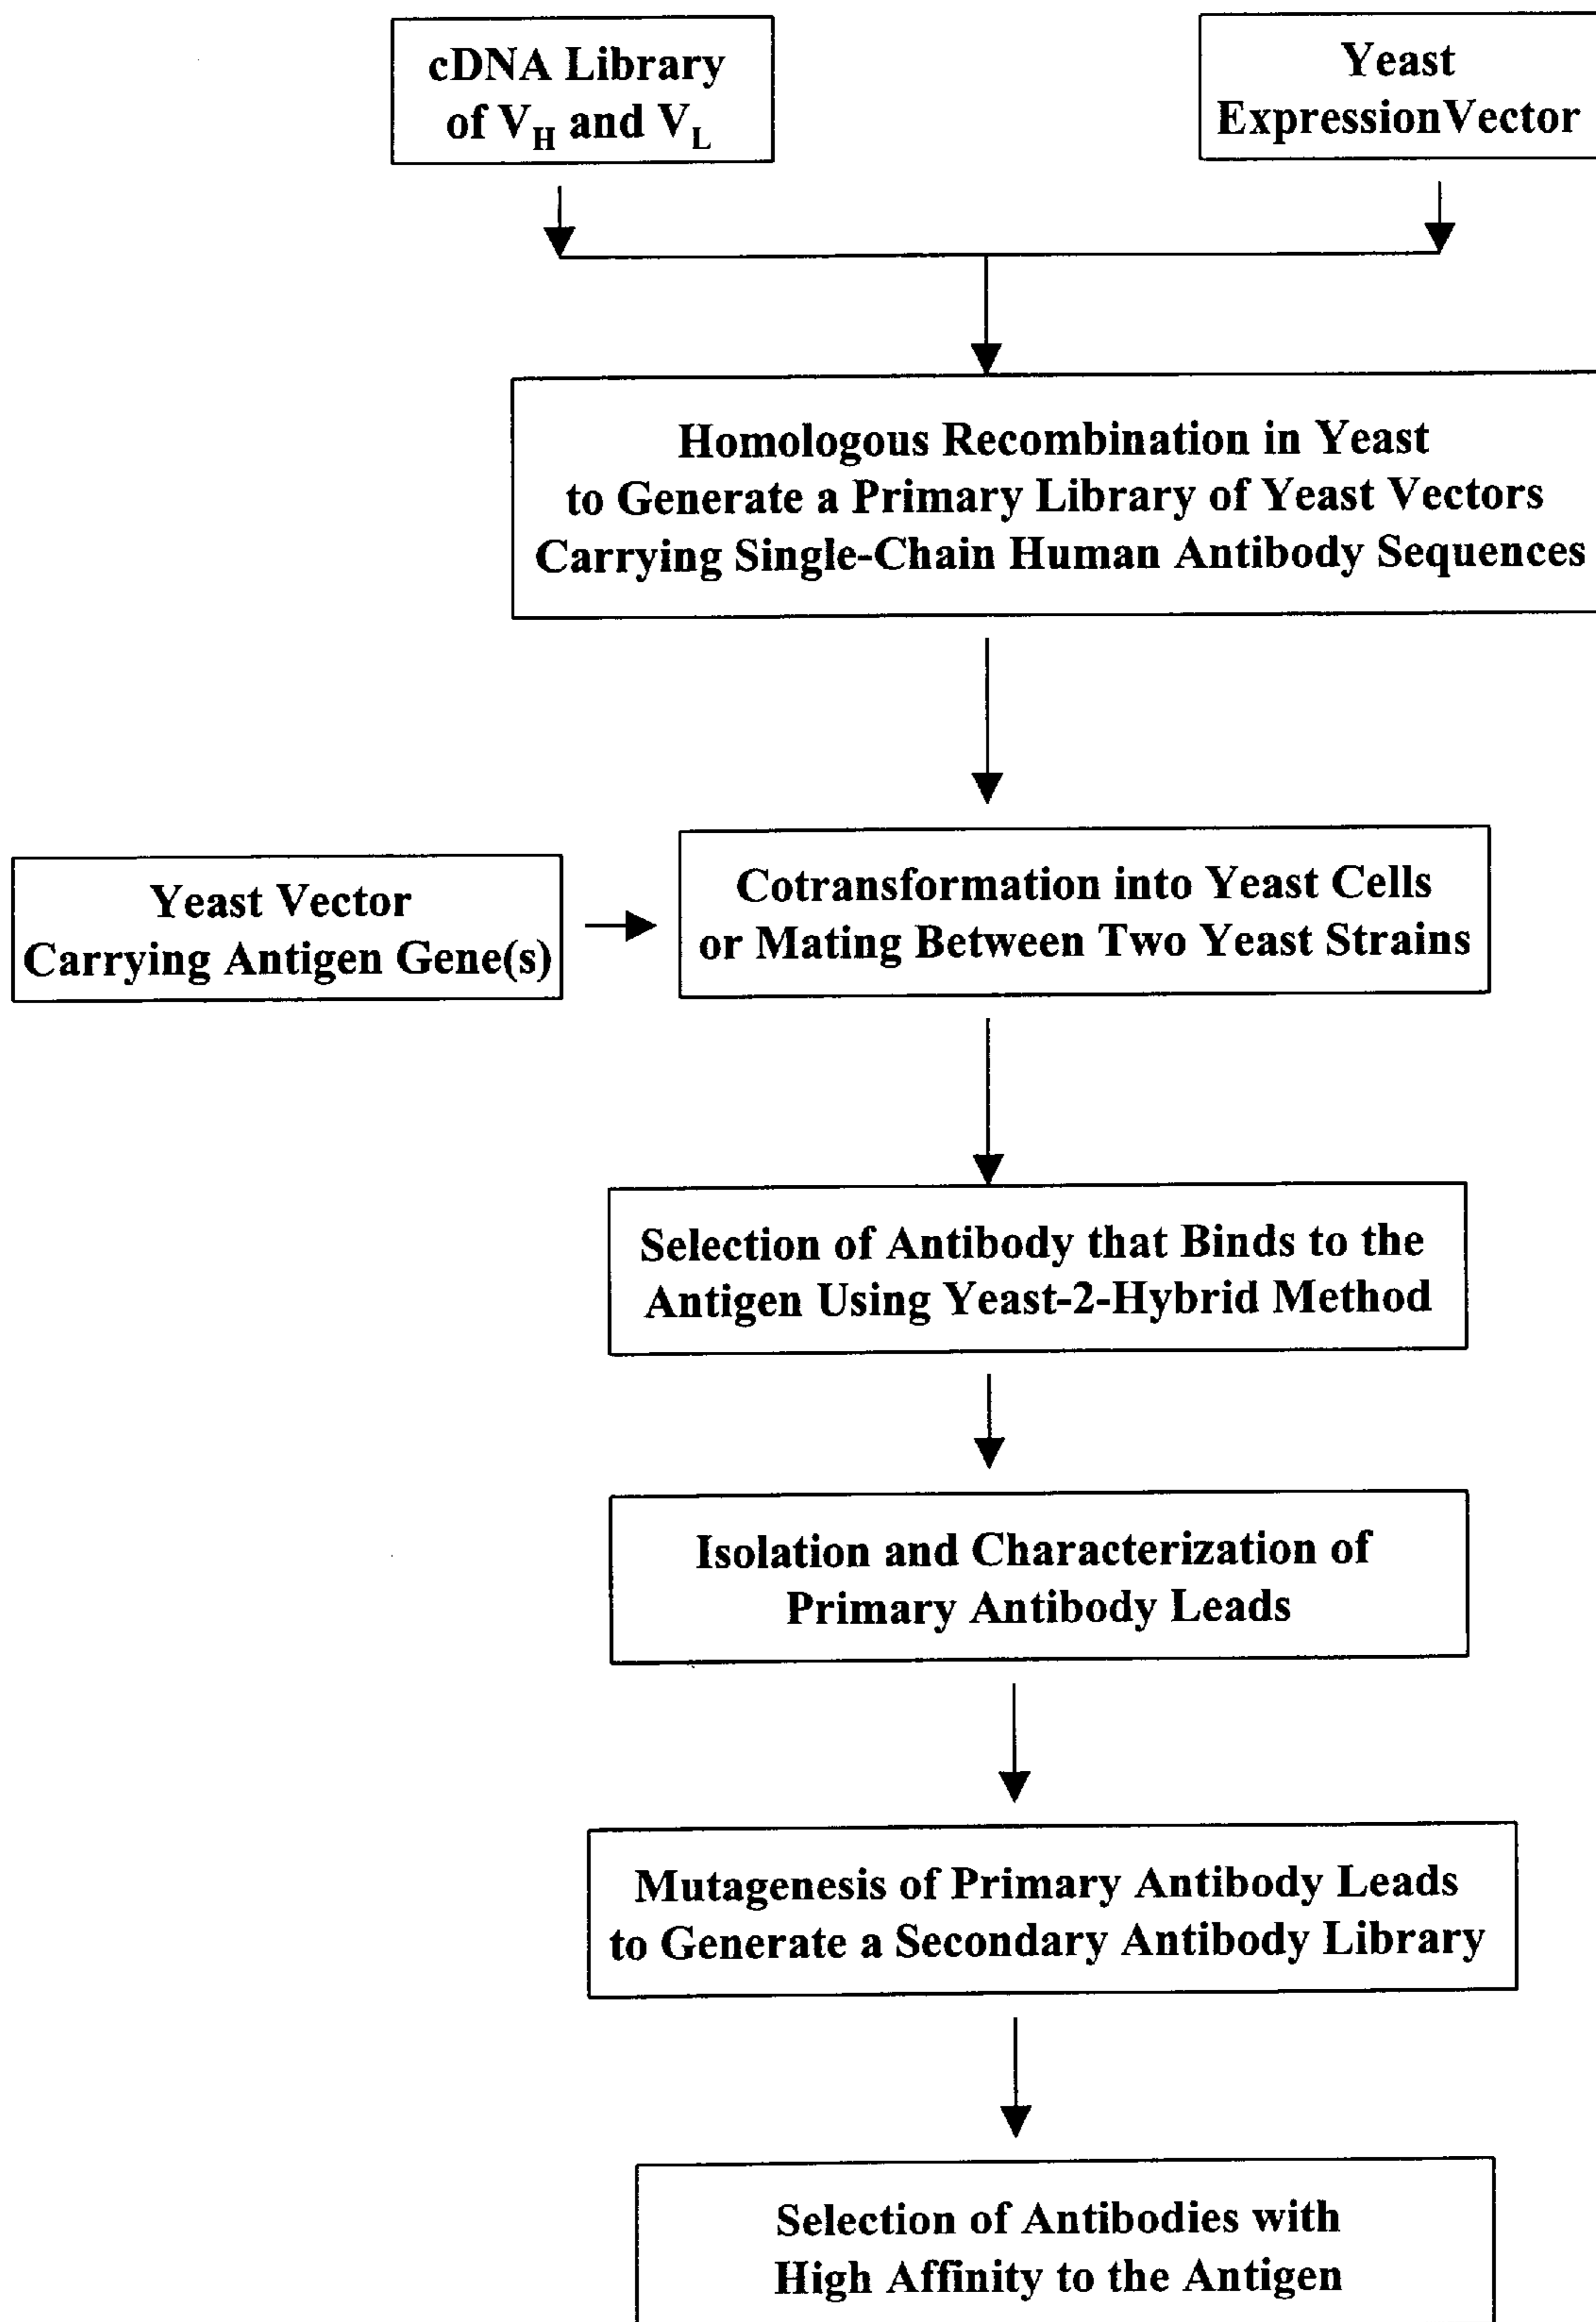 cDNA Library
of VH and VL
Yeast
ExpressionVector
Homologous Recombination in Yeast
to Generate a Primary Library of Yeast Vectors
Carrying Single-Chain Human Antibody Sequences
Yeast Vector
Carrying Antigen Gene(s)
Cotransformation into Yeast Cells
or Mating Between Two Yeast Strains
Selection of Antibody that Binds to the
Antigen Using Yeast-2-Hybrid Method
Isolation and Characterization of
Primary Antibody Leads
Mutagenesis of Primary Antibody Leads
to Generate a Secondary Antibody Library
Selection of Antibodies with
High Affinity to the Antigen